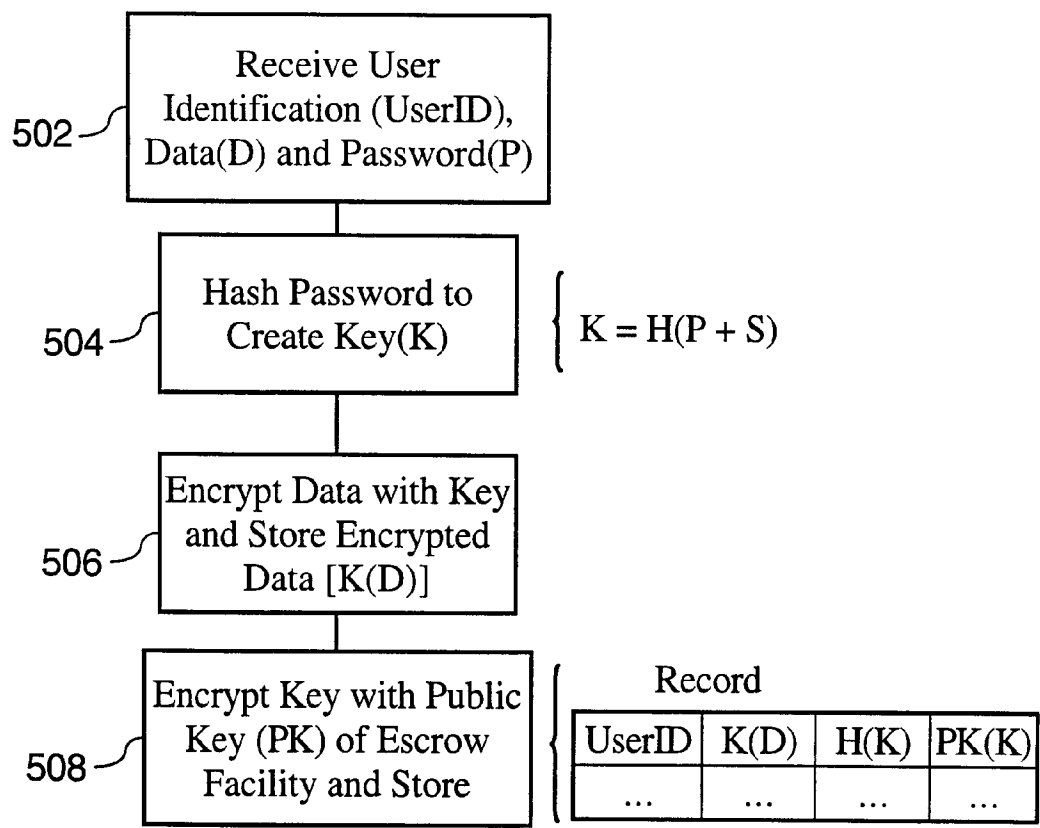 Receive User
Identification (UserID),
Data(D) and Password(P)
502
Hash Password to
Create Key(K)
504
K = H(P + S)
Encrypt Data with Key
and Store Encrypted
Data [K(D)]
506
Encrypt Key with Public
Key (PK) of Escrow
Facility and Store
508
Record
UserID K(D) H(K) PK(K)
... ... ... ...